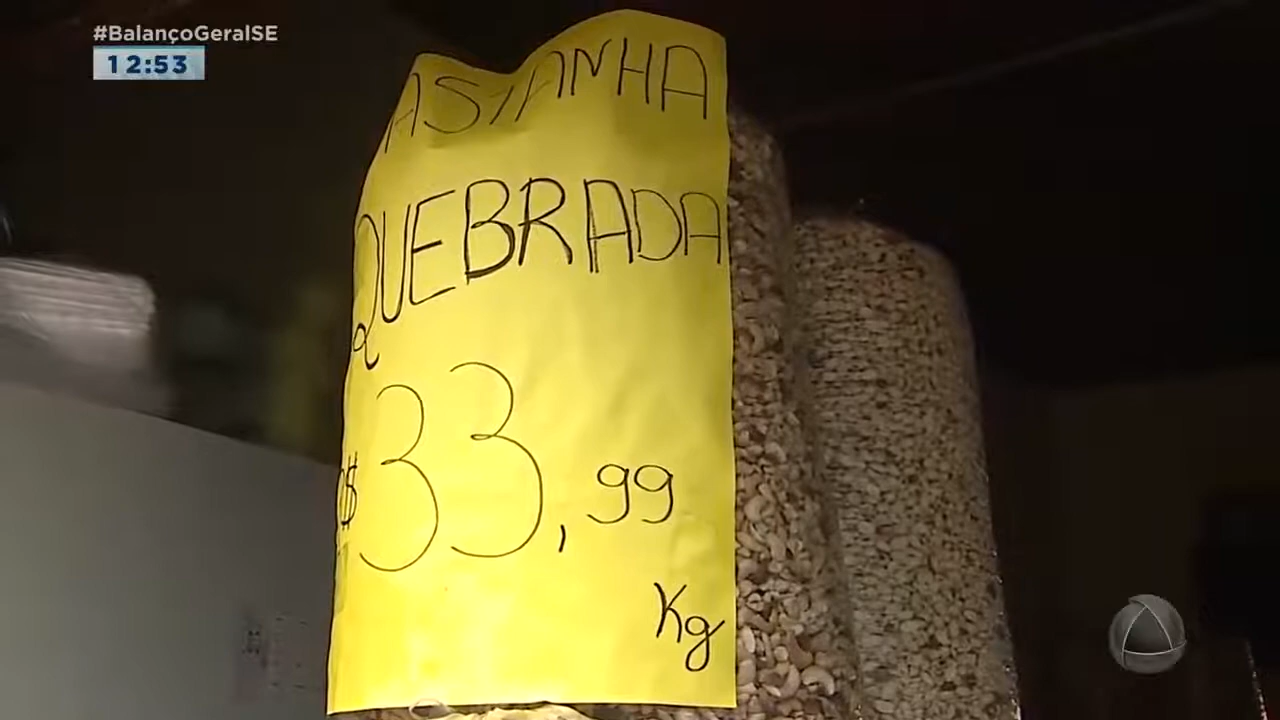 #BalançoGeralSE
12:53
ASTANHA
QUEBRADA
$33,99
Kg